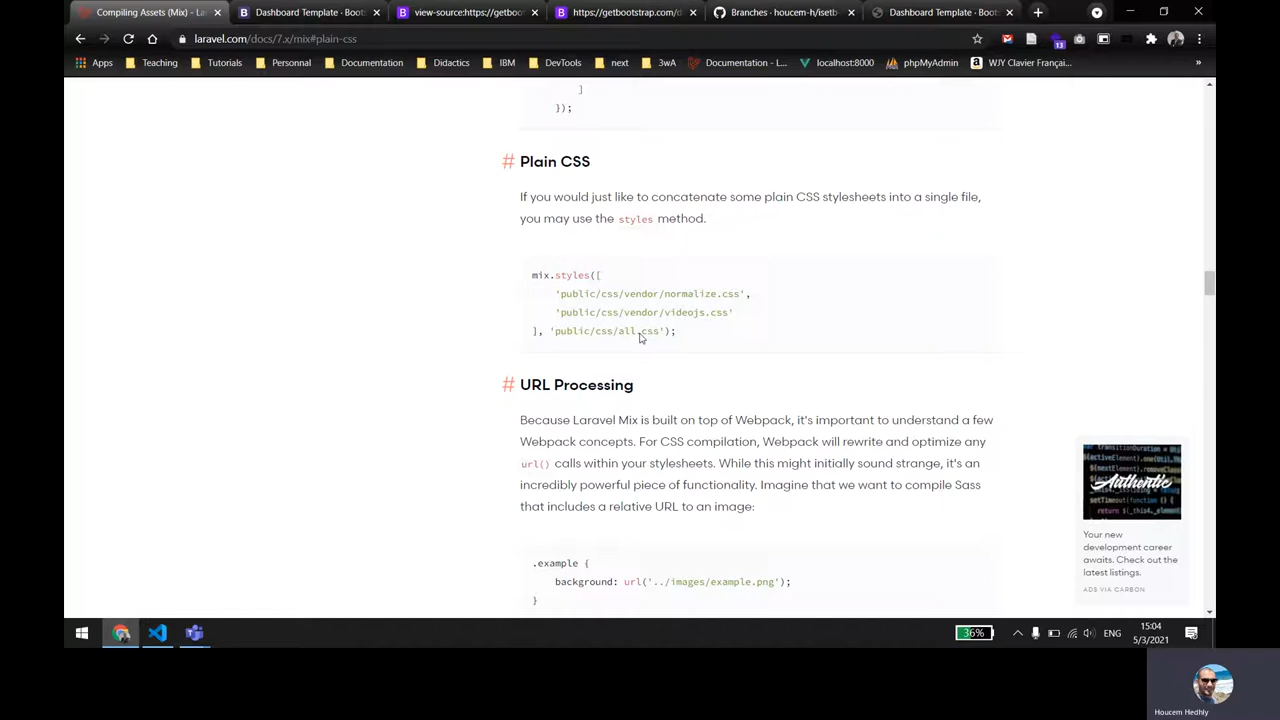 Compiling Assets (Mix) - Larave
Dashboard Template · Boots
view-source:https://getboot
https://getbootstrap.com/d
Branches · houcem-h/isetb
Dashboard Template · Boots
laravel.com/docs/7.x/mix#plain-css
13
Apps
Teaching
Tutorials
Personnal
Documentation
Didactics
IBM
DevTools
next
3wA
Documentation - L...
localhost:8000
phpMyAdmin
WJY Clavier Françai...
»
]
});
# Plain CSS
If you would just like to concatenate some plain CSS stylesheets into a single file,
you may use the styles method.
mix.styles([
'public/css/vendor/normalize.css',
'public/css/vendor/videojs.css'
], 'public/css/all.css');
# URL Processing
Because Laravel Mix is built on top of Webpack, it's important to understand a few
Webpack concepts. For CSS compilation, Webpack will rewrite and optimize any
url() calls within your stylesheets. While this might initially sound strange, it's an
incredibly powerful piece of functionality. Imagine that we want to compile Sass
that includes a relative URL to an image:
.example {
background: url('../images/example.png');
}
Authentic
Your new
development career
awaits. Check out the
latest listings.
ADS VIA CARBON
36%
ENG
15:04
5/3/2021
Houcem Hedhly